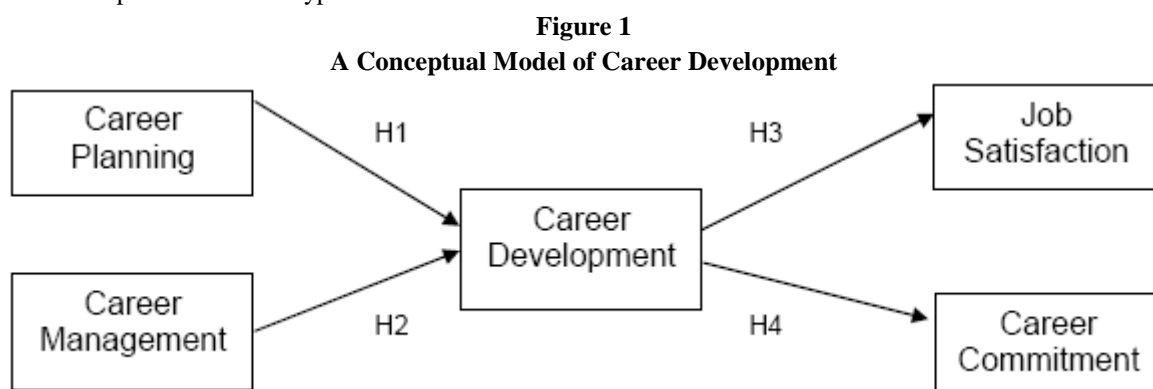 Figure 1
A Conceptual Model of Career Development
Career
Planning
H1
H3
Job
Satisfaction
Career
Development
Career
Management
H2
H4
Career
Commitment